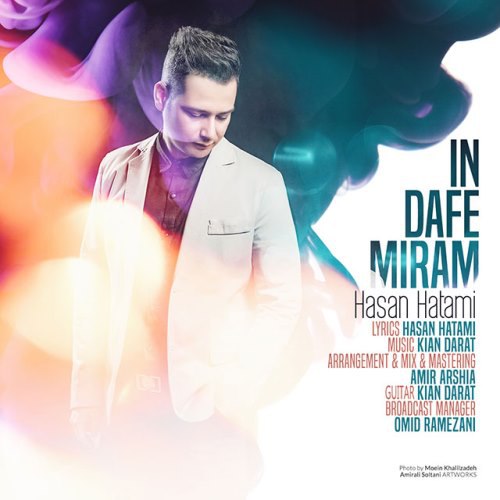 IN
DAFE
MIRAM
Hasan Hatami
LYRICS HASAN HATAMI
MUSIC KIAN DARAT
ARRANGEMENT & MIX & MASTERING
AMIR ARSHIA
GUITAR KIAN DARAT
BROADCAST MANAGER
OMID RAMEZANI
Photo by Moein Khalilzadeh
Amirali Soltani ARTWORKS